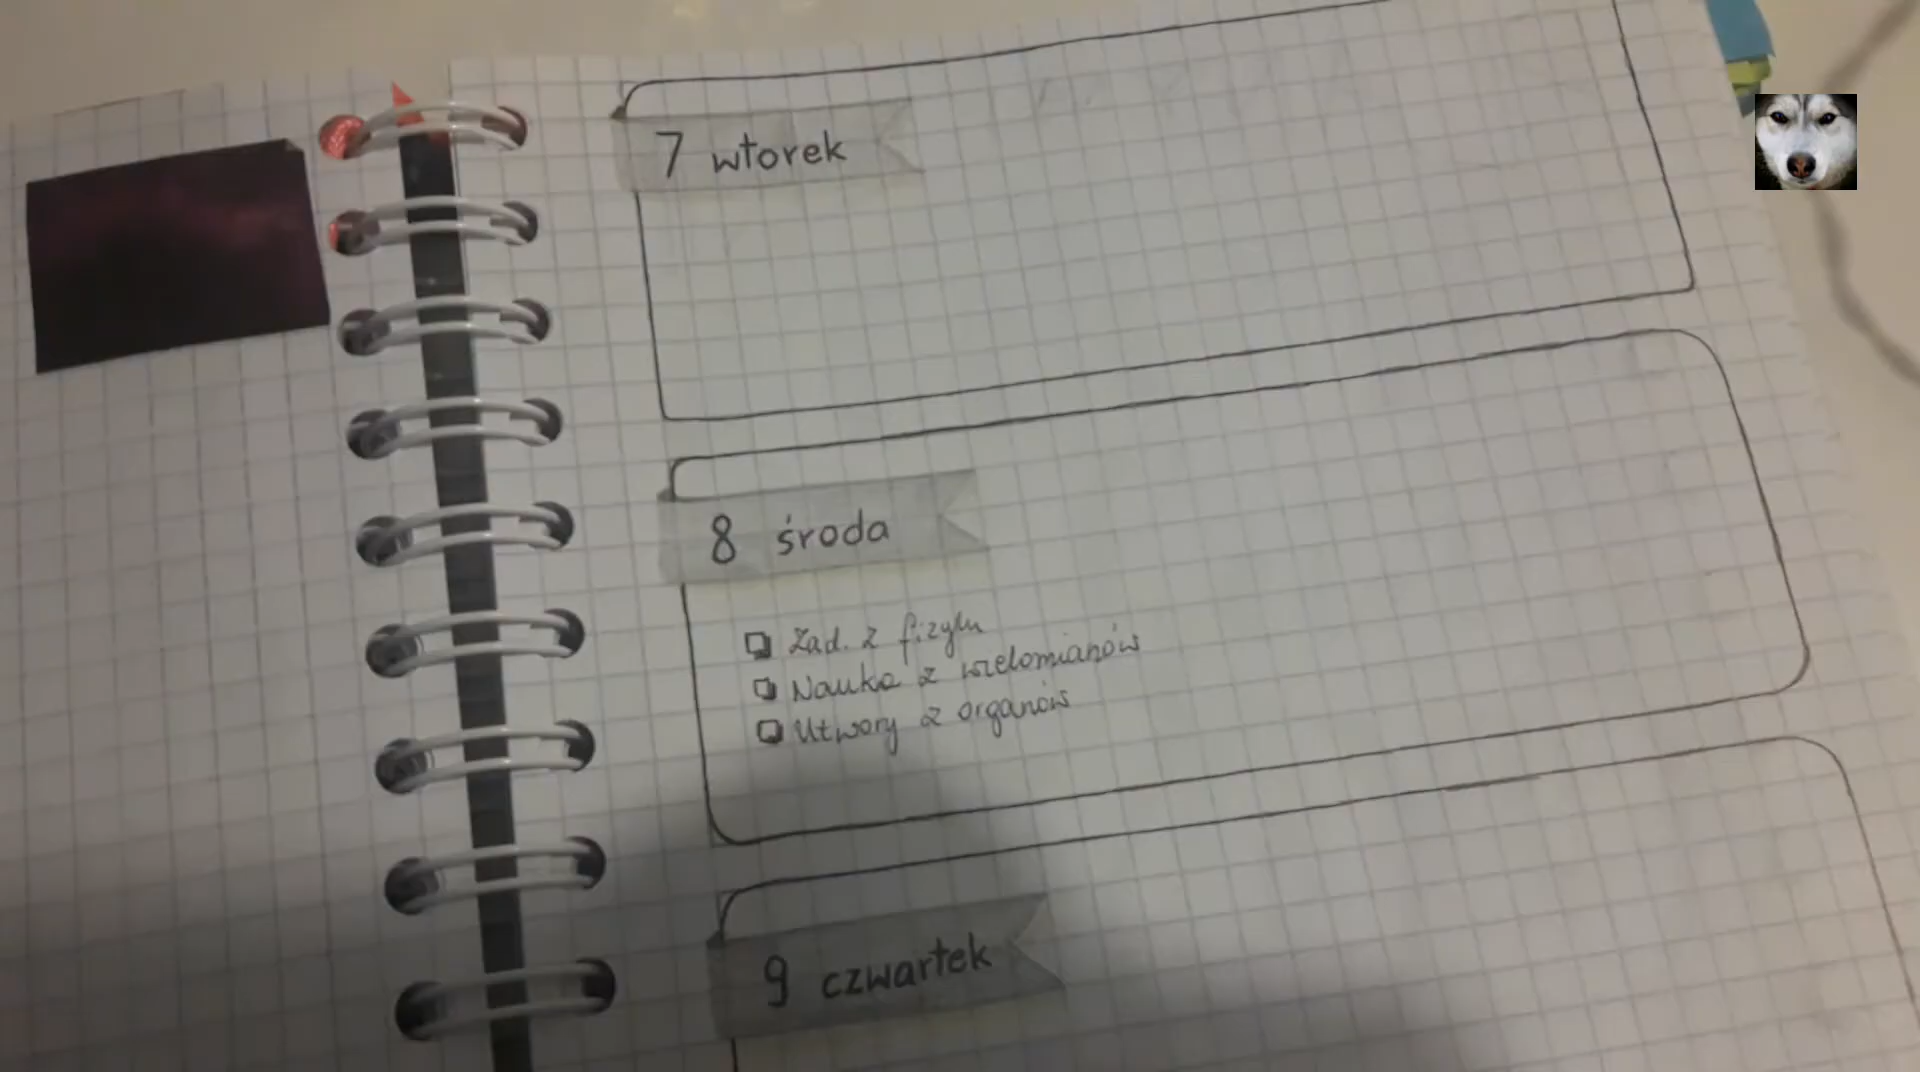 7 wtorek
8 środa
Zad. z fizyki
Nauka z wielomianów
Utwory z organów
9 czwartek